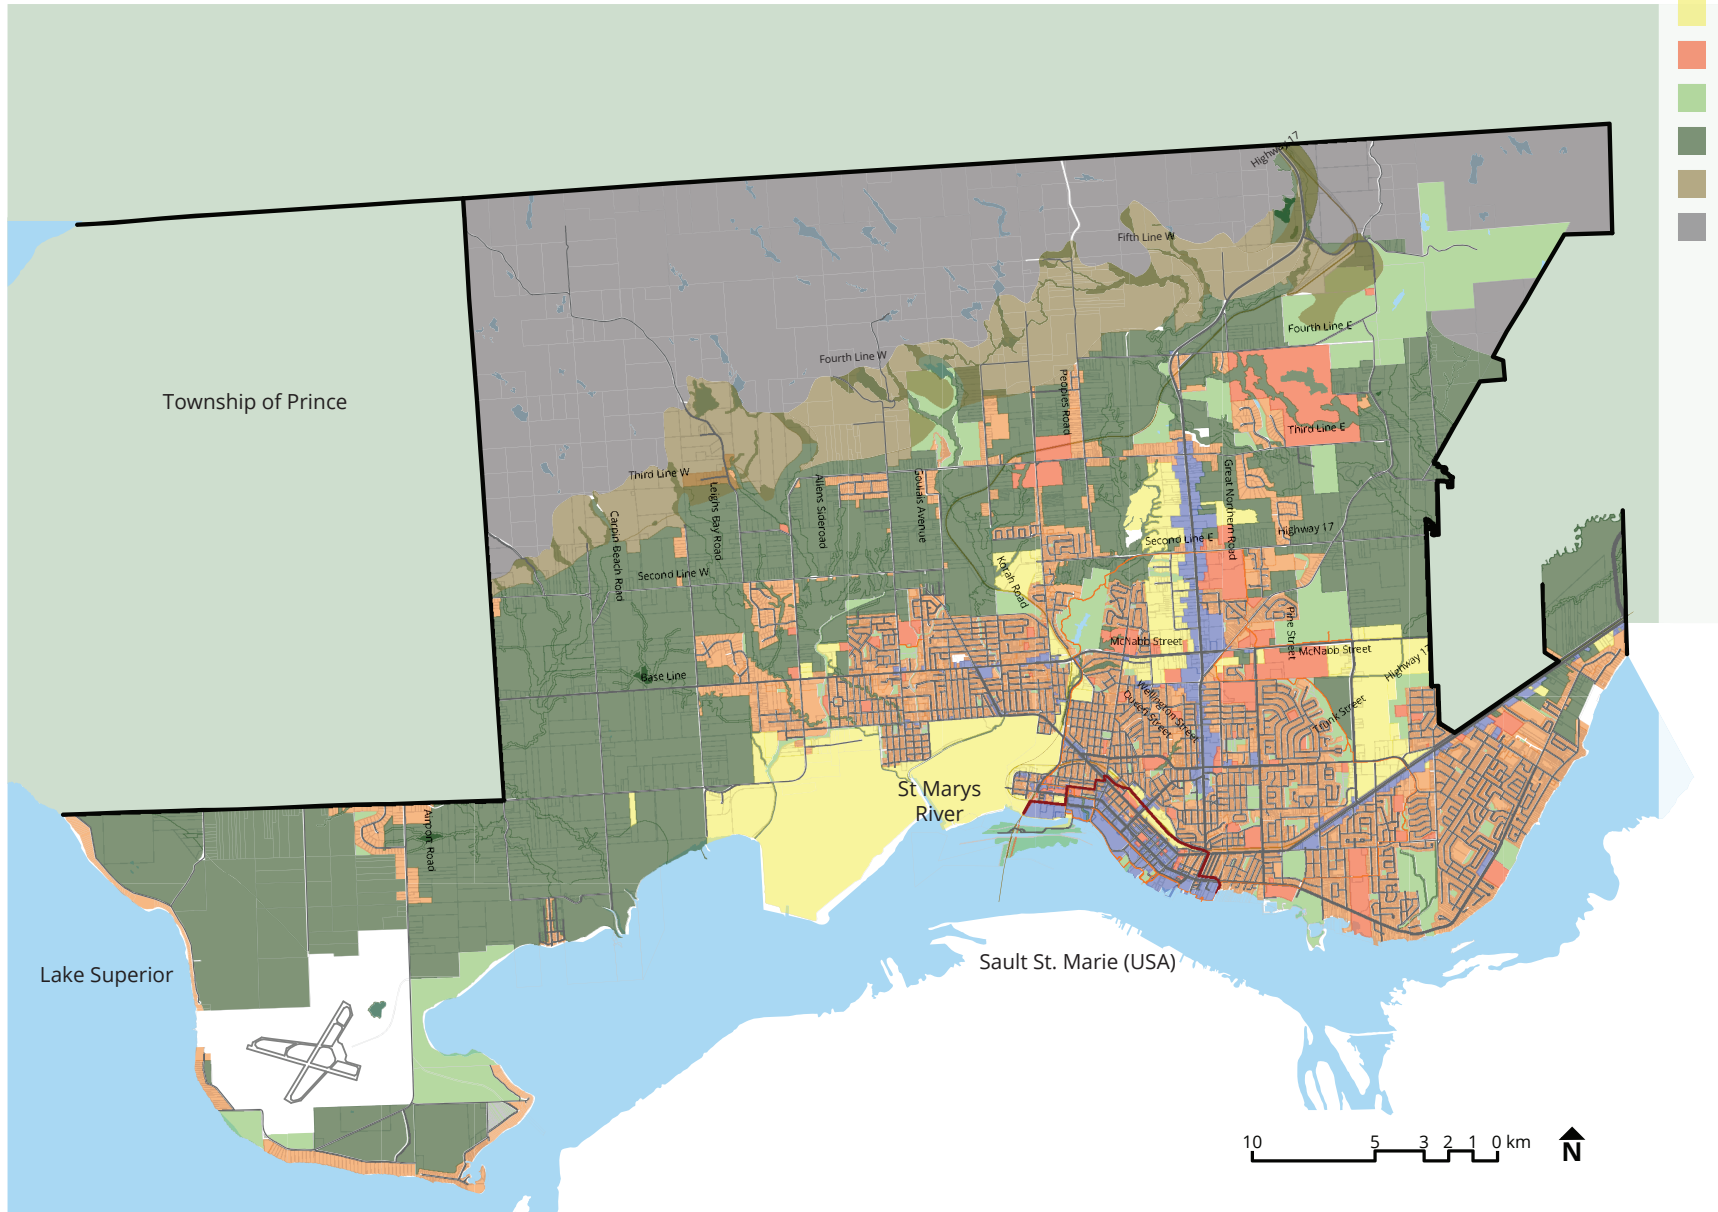 Highway 17
Fifth Line W
Fourth Line E
Fourth Line W
Peoples Road
Township of Prince
Third Line E
Third Line W
Leighs Bay Road
Allens Sideroad
Goulais Avenue
Great Northern Road
Carpin Beach Road
Highway 17
Second Line E
Second Line W
Korah Road
Pine Street
McNabb Street
McNabb Street
Highway 17
Base Line
Wellington Street
Queen Street
Trunk Street
St Marys
River
Airport Road
Lake Superior
Sault St. Marie (USA)
10 5 3 2 1 0 km
N